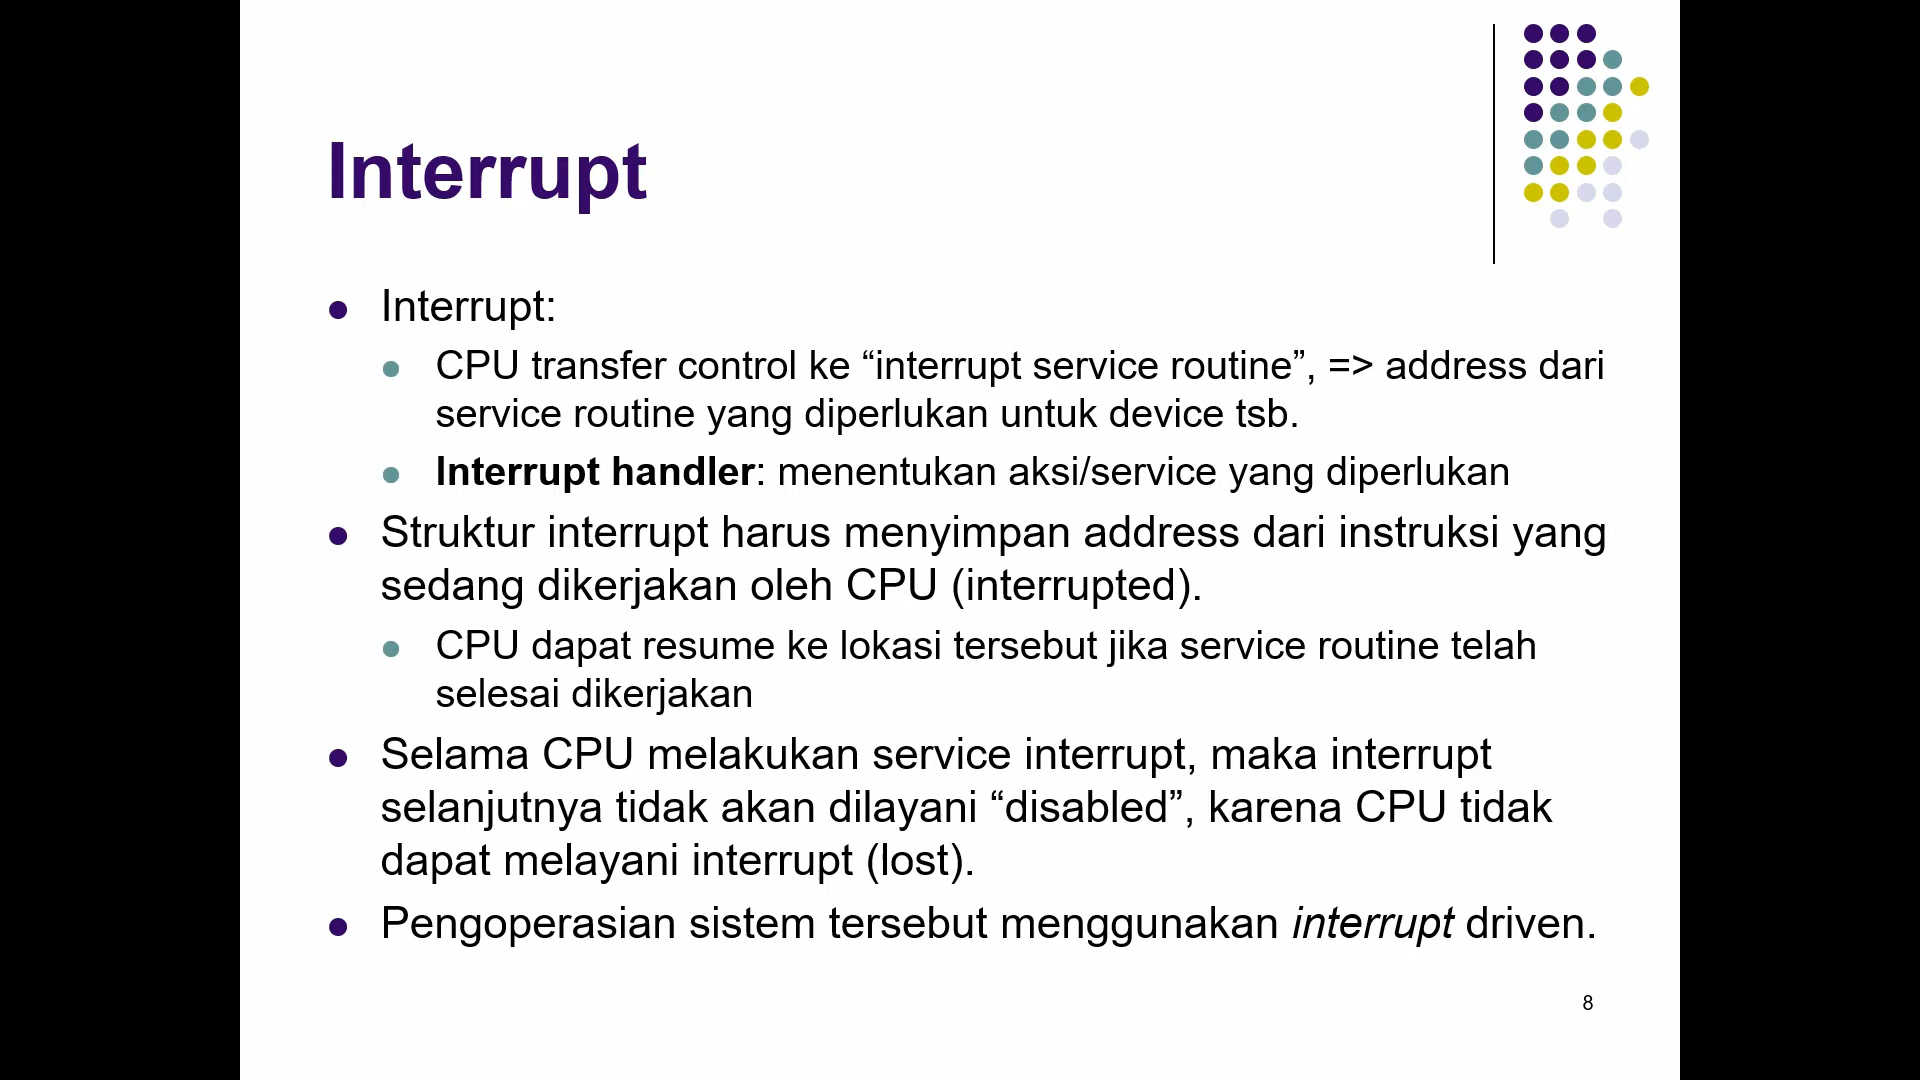 Interrupt
Interrupt:
CPU transfer control ke “interrupt service routine”, => address dari
service routine yang diperlukan untuk device tsb.
Interrupt handler: menentukan aksi/service yang diperlukan
Struktur interrupt harus menyimpan address dari instruksi yang
sedang dikerjakan oleh CPU (interrupted).
CPU dapat resume ke lokasi tersebut jika service routine telah
selesai dikerjakan
Selama CPU melakukan service interrupt, maka interrupt
selanjutnya tidak akan dilayani “disabled”, karena CPU tidak
dapat melayani interrupt (lost).
Pengoperasian sistem tersebut menggunakan interrupt driven.
8